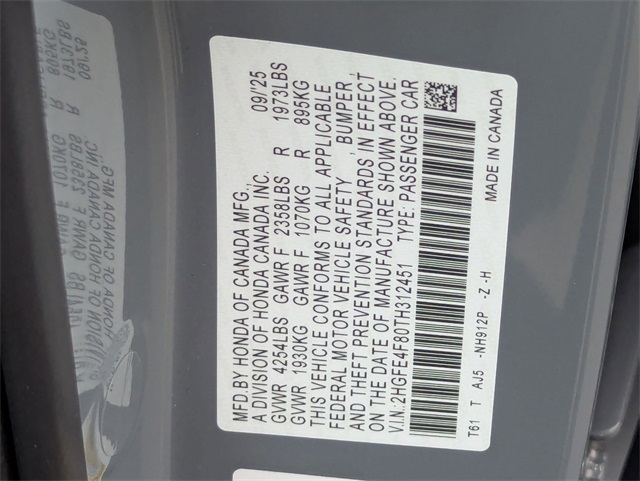 MFD.BY HONDA OF CANADA MFG., 09/'25
A DIVISION OF HONDA CANADA INC.
GVWR 4254LBS GAWR F 2358LBS R 1973LBS
GVWR 1930KG GAWR F 1070KG R 895KG
THIS VEHICLE CONFORMS TO ALL APPLICABLE
FEDERAL MOTOR VEHICLE SAFETY , BUMPER,
AND THEFT PREVENTION STANDARDS IN EFFECT
ON THE DATE OF MANUFACTURE SHOWN ABOVE.
V.I.N: 2HGFE4F80TH312451 TYPE: PASSENGER CAR
T61 T AJ5 -NH912P -Z -H MADE IN CANADA